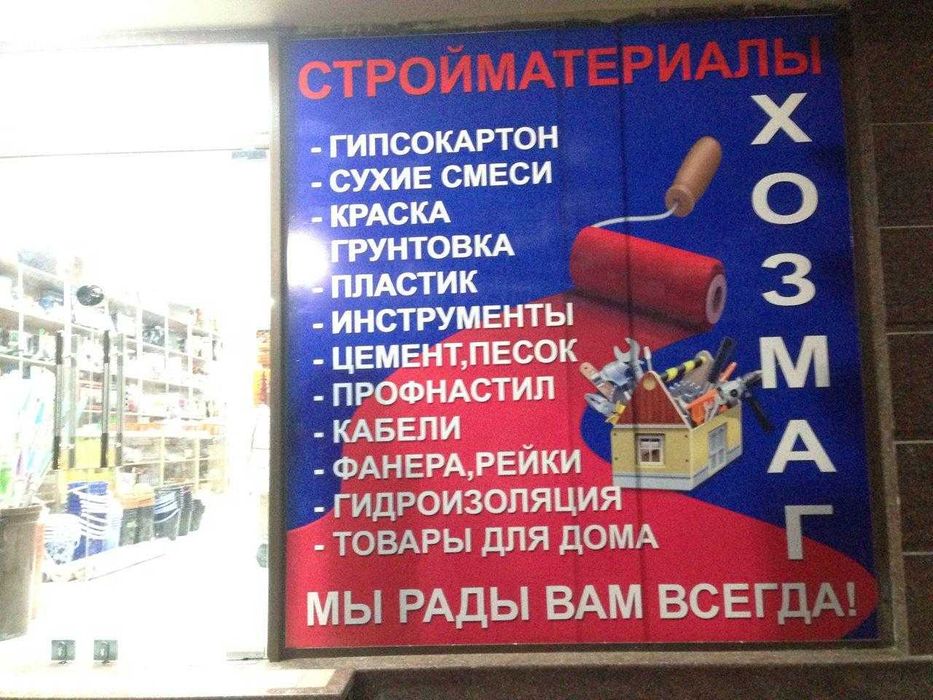 СТРОЙМАТЕРИАЛЫ
ХОЗМАГ
- ГИПСОКАРТОН
- СУХИЕ СМЕСИ
- КРАСКА
ГРУНТОВКА
- ПЛАСТИК
- ИНСТРУМЕНТЫ
- ЦЕМЕНТ,ПЕСОК
- ПРОФНАСТИЛ
- КАБЕЛИ
- ФАНЕРА,РЕЙКИ
- ГИДРОИЗОЛЯЦИЯ
- ТОВАРЫ ДЛЯ ДОМА
МЫ РАДЫ ВАМ ВСЕГДА!